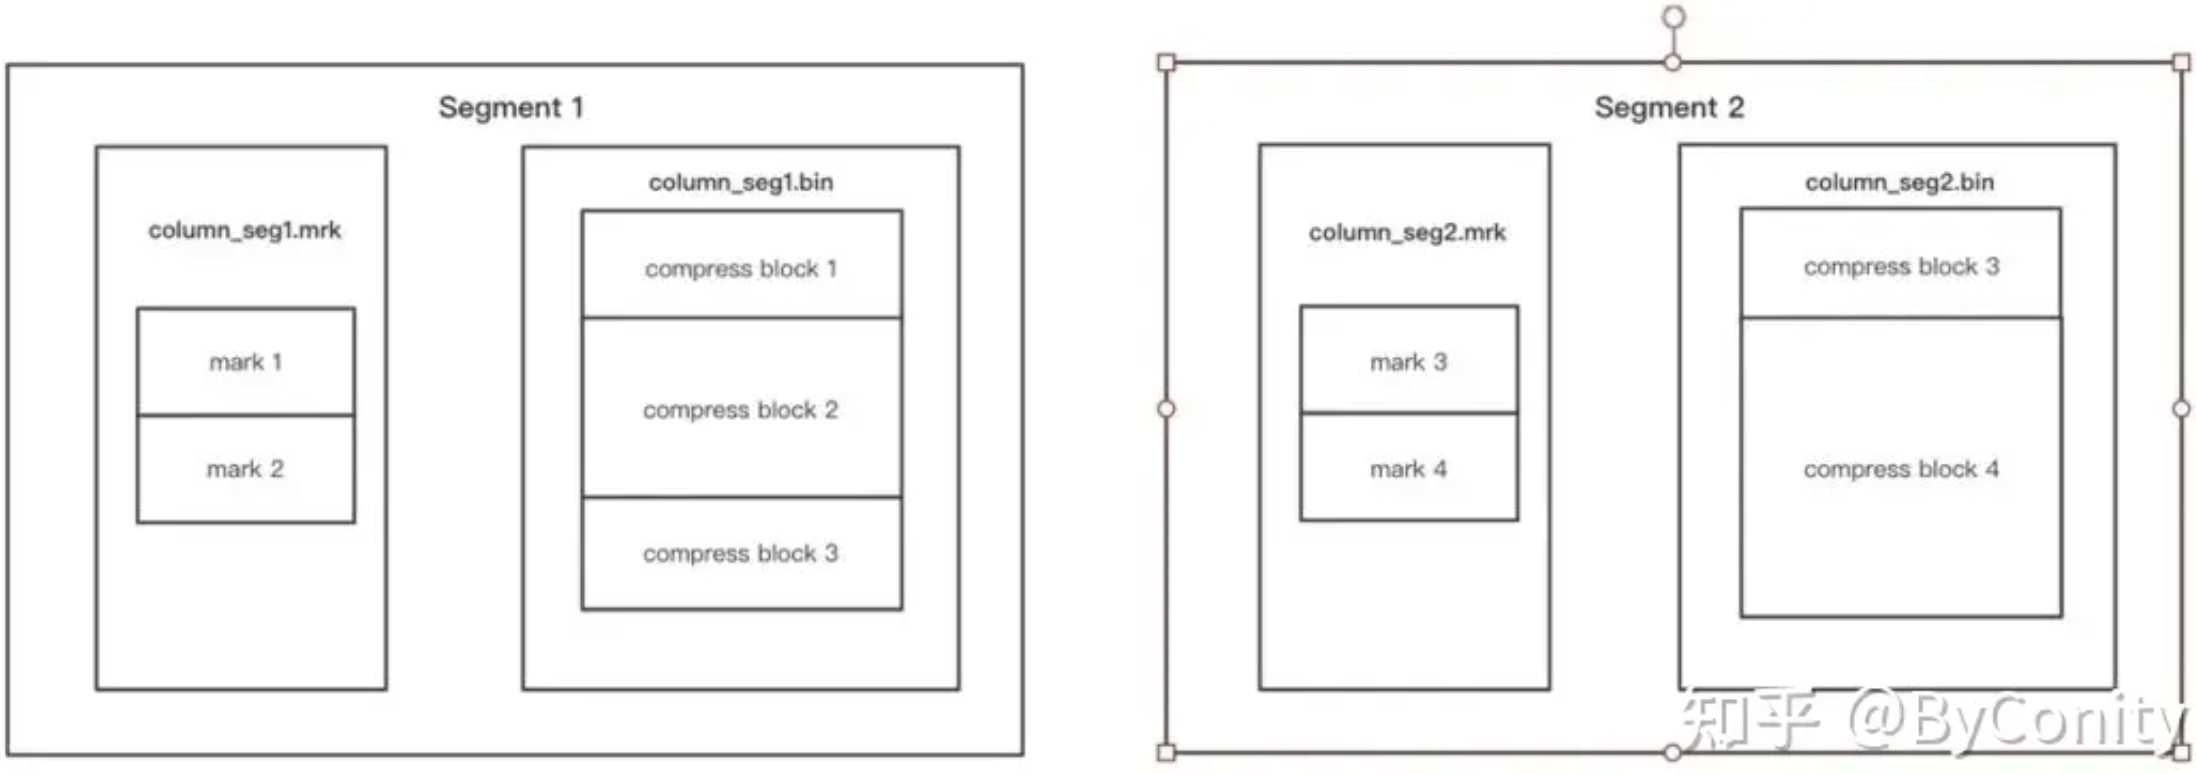 Segment 1
column_seg1.mrk
mark 1
mark 2
column_seg1.bin
compress block 1
compress block 2
compress block 3
Segment 2
column_seg2.mrk
mark 3
mark 4
column_seg2.bin
compress block 3
compress block 4
知乎 @ByConity